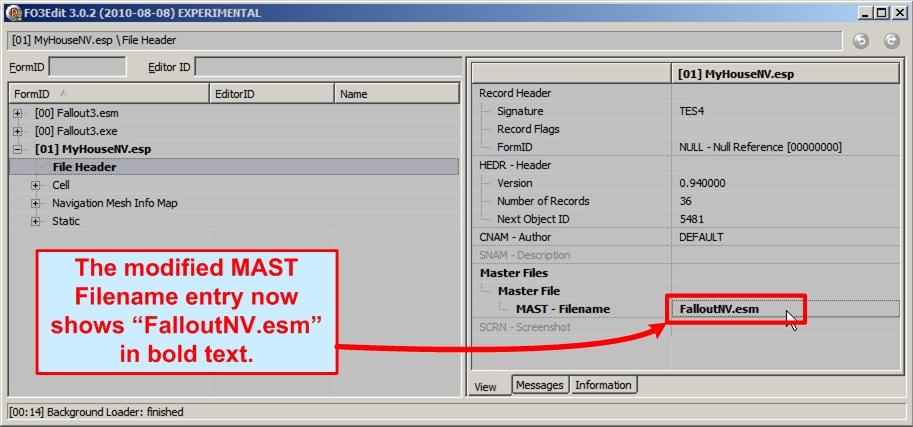 FO3Edit 3.0.2 (2010-08-08) EXPERIMENTAL
[01] MyHouseNV.esp \ File Header
FormID Editor ID
FormID EditorID Name
[00] Fallout3.esm
[00] Fallout3.exe
[01] MyHouseNV.esp
File Header
Cell
Navigation Mesh Info Map
Static
The modified MAST
Filename entry now
shows “FalloutNV.esm”
in bold text.
[01] MyHouseNV.esp
Record Header
Signature TES4
Record Flags
FormID NULL - Null Reference [00000000]
HEDR - Header
Version 0.940000
Number of Records 36
Next Object ID 5481
CNAM - Author DEFAULT
SNAM - Description
Master Files
Master File
MAST - Filename FalloutNV.esm
SCRN - Screenshot
View Messages Information
[00:14] Background Loader: finished